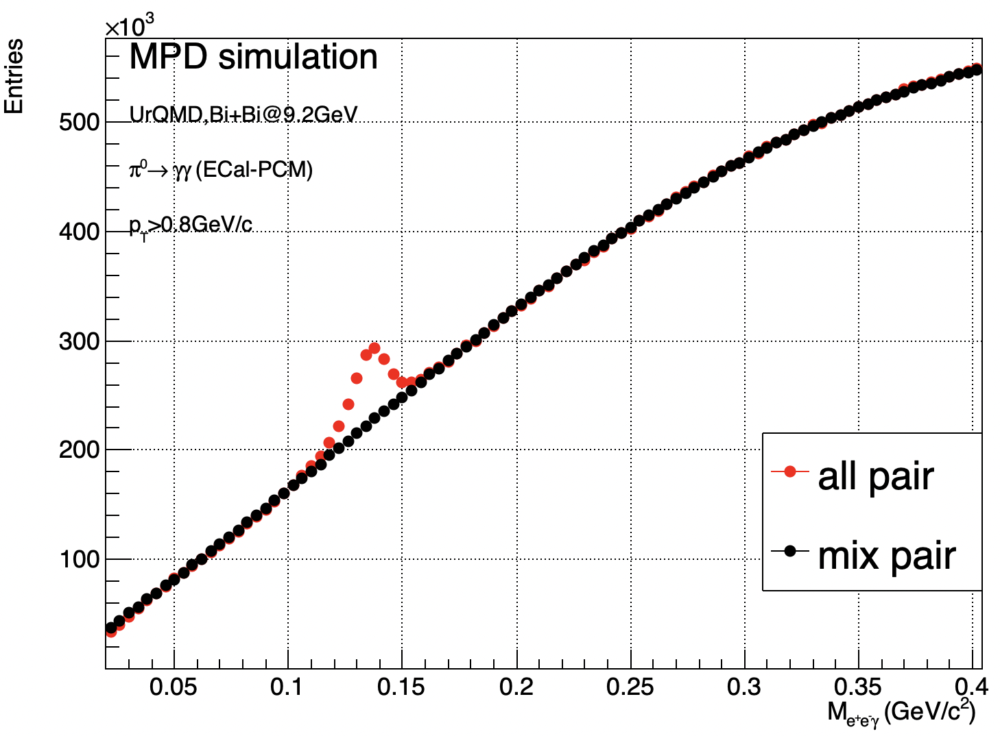 ×10³
Entries
MPD simulation
UrQMD,Bi+Bi@9.2GeV
π⁰→ γγ (ECal-PCM)
p_T>0.8GeV/c
500
400
300
200
100
all pair
mix pair
0.05 0.1 0.15 0.2 0.25 0.3 0.35 0.4
M_e⁺e⁻γ (GeV/c²)